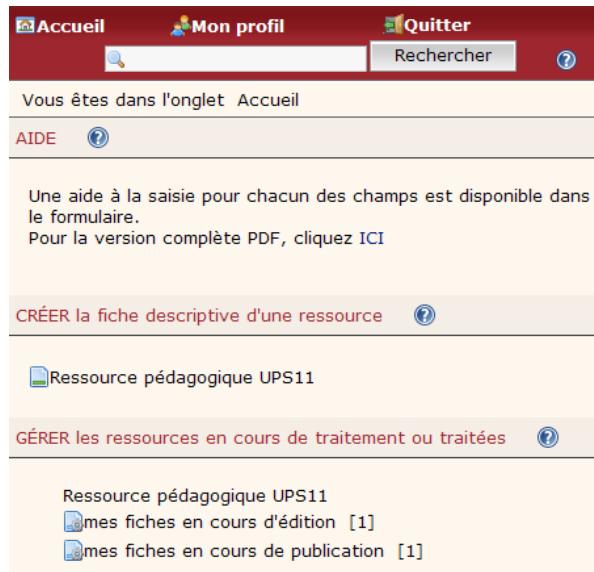 Accueil Mon profil Quitter
Rechercher
Vous êtes dans l'onglet Accueil
AIDE
Une aide à la saisie pour chacun des champs est disponible dans
le formulaire.
Pour la version complète PDF, cliquez ICI
CRÉER la fiche descriptive d'une ressource
Ressource pédagogique UPS11
GÉRER les ressources en cours de traitement ou traitées
Ressource pédagogique UPS11
mes fiches en cours d'édition [1]
mes fiches en cours de publication [1]